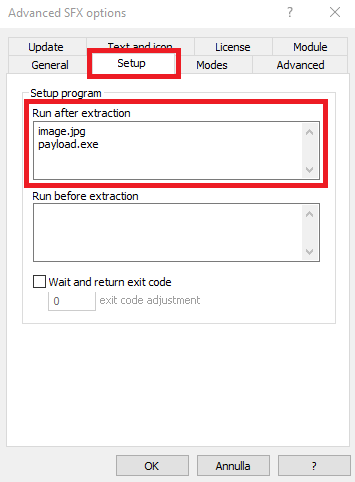 Advanced SFX options
?
Update Text and icon License Module
General Setup Modes Advanced
Setup program
Run after extraction
image.jpg
payload.exe
Run before extraction
Wait and return exit code
0 exit code adjustment
OK Annulla ?